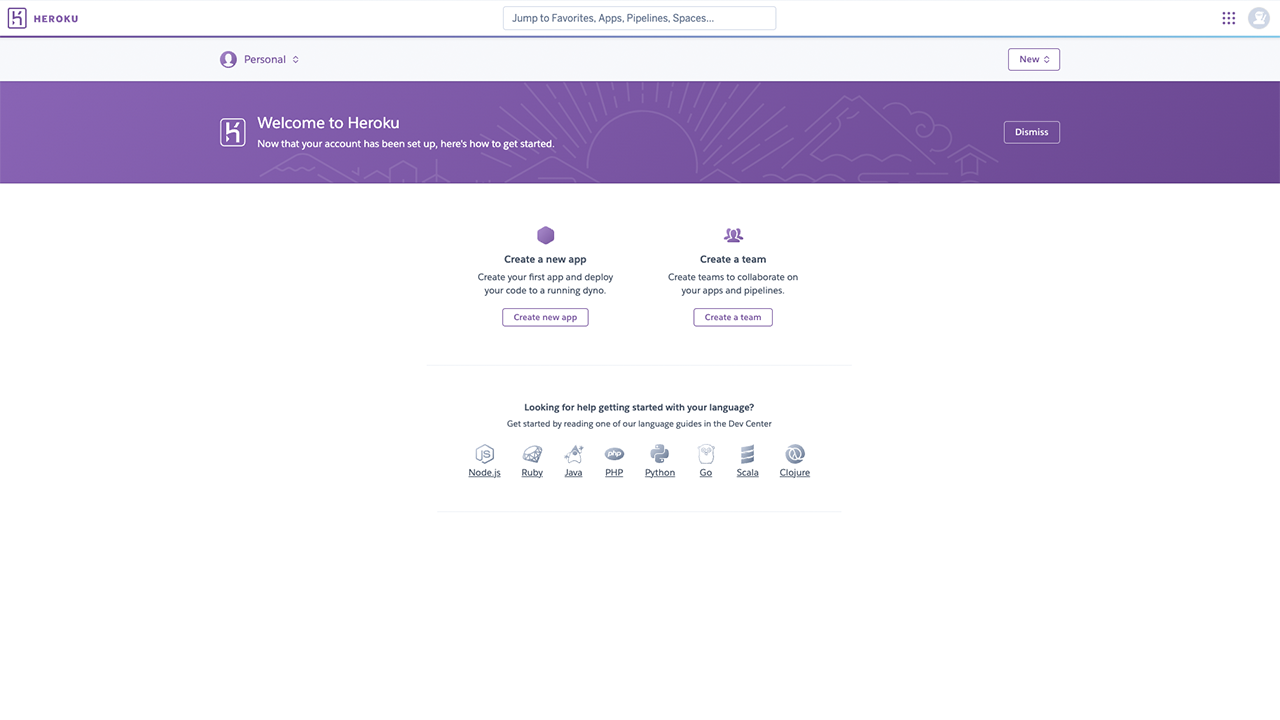 HEROKU
Jump to Favorites, Apps, Pipelines, Spaces...
Personal
New
Welcome to Heroku
Now that your account has been set up, here's how to get started.
Dismiss
Create a new app
Create your first app and deploy
your code to a running dyno.
Create new app
Create a team
Create teams to collaborate on
your apps and pipelines.
Create a team
Looking for help getting started with your language?
Get started by reading one of our language guides in the Dev Center
JS
php
Node.js
Ruby
Java
PHP
Python
Go
Scala
Clojure